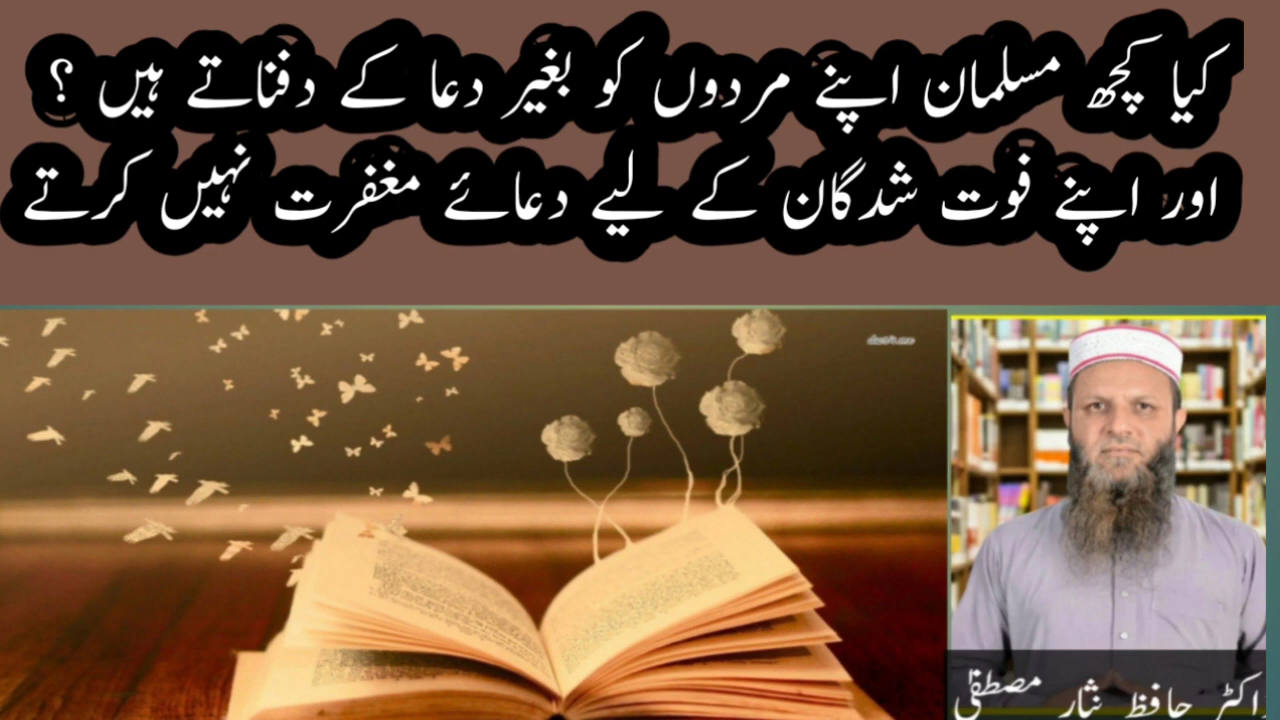 کیا کچھ مسلمان اپنے مردوں کو بغیر دعا کے دفناتے ہیں ؟
اور اپنے فوت شدگان کے لیے دعائے مغفرت نہیں کرتے
اکٹر حافظ نثار مصطفٰی